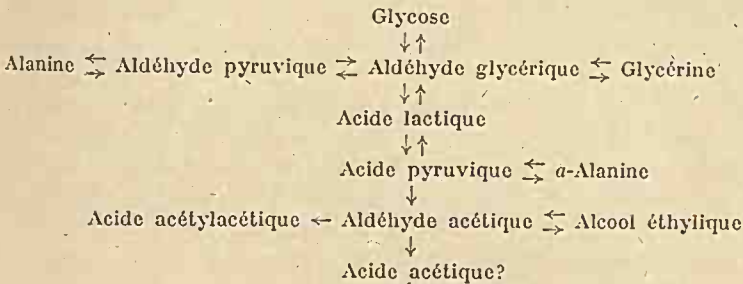 Glycose
↓↑
Alanine ⇆ Aldéhyde pyruvique ⇄ Aldéhyde glycérique ⇆ Glycérine
↓↑
Acide lactique
↓↑
Acide pyruvique ⇆ a-Alanine
↓
Acide acétylacétique ← Aldéhyde acétique ⇆ Alcool éthylique
↓
Acide acétique?